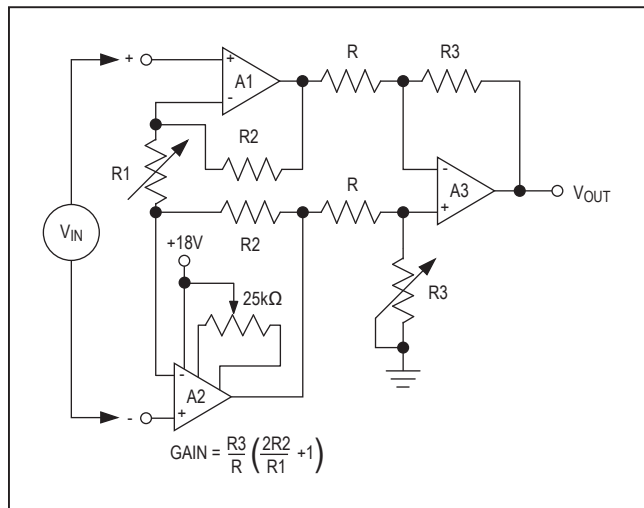 +
+
A1
-
R
R3
R2
R1
-
A3
+
VOUT
R
VIN
R2
+18V
25kΩ
R3
-
A2
+
-
GAIN = R3/R (2R2/R1 +1)